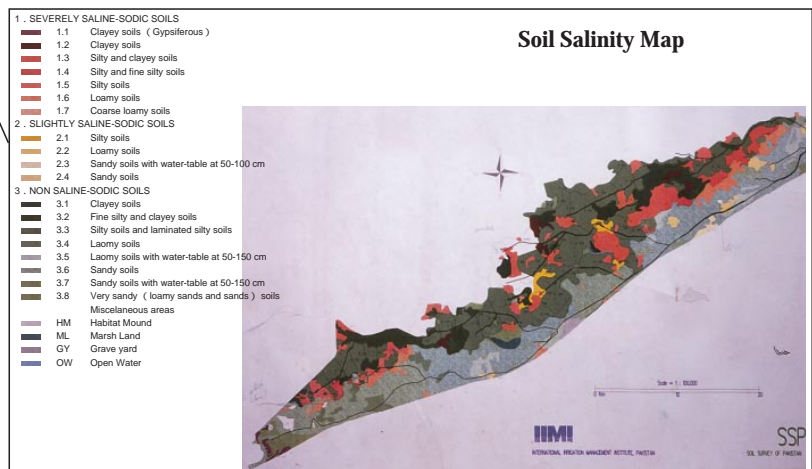 1 . SEVERELY SALINE-SODIC SOILS
1.1 Clayey soils ( Gypsiferous )
1.2 Clayey soils
1.3 Silty and clayey soils
1.4 Silty and fine silty soils
1.5 Silty soils
1.6 Loamy soils
1.7 Coarse loamy soils
2 . SLIGHTLY SALINE-SODIC SOILS
2.1 Silty soils
2.2 Loamy soils
2.3 Sandy soils with water-table at 50-100 cm
2.4 Sandy soils
3 . NON SALINE-SODIC SOILS
3.1 Clayey soils
3.2 Fine silty and clayey soils
3.3 Silty soils and laminated silty soils
3.4 Laomy soils
3.5 Laomy soils with water-table at 50-150 cm
3.6 Sandy soils
3.7 Sandy soils with water-table at 50-150 cm
3.8 Very sandy ( loamy sands and sands ) soils
Miscelaneous areas
HM Habitat Mound
ML Marsh Land
GY Grave yard
OW Open Water
Soil Salinity Map
Scale = 1 : 100,000
0 Km 10 20
IIMI
INTERNATIONAL IRRIGATION MANAGEMENT INSTITUTE, PAKISTAN
SSP
SOIL SURVEY OF PAKISTAN